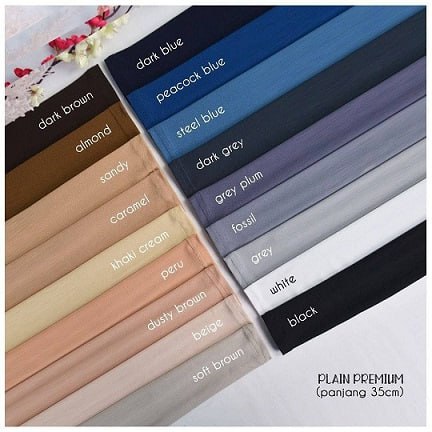 dark brown
almond
sandy
caramel
khaki cream
peru
dusty brown
beige
soft brown
dark blue
peacock blue
steel blue
dark grey
grey plum
fossil
grey
white
black
PLAIN PREMIUM
(panjang 35cm)